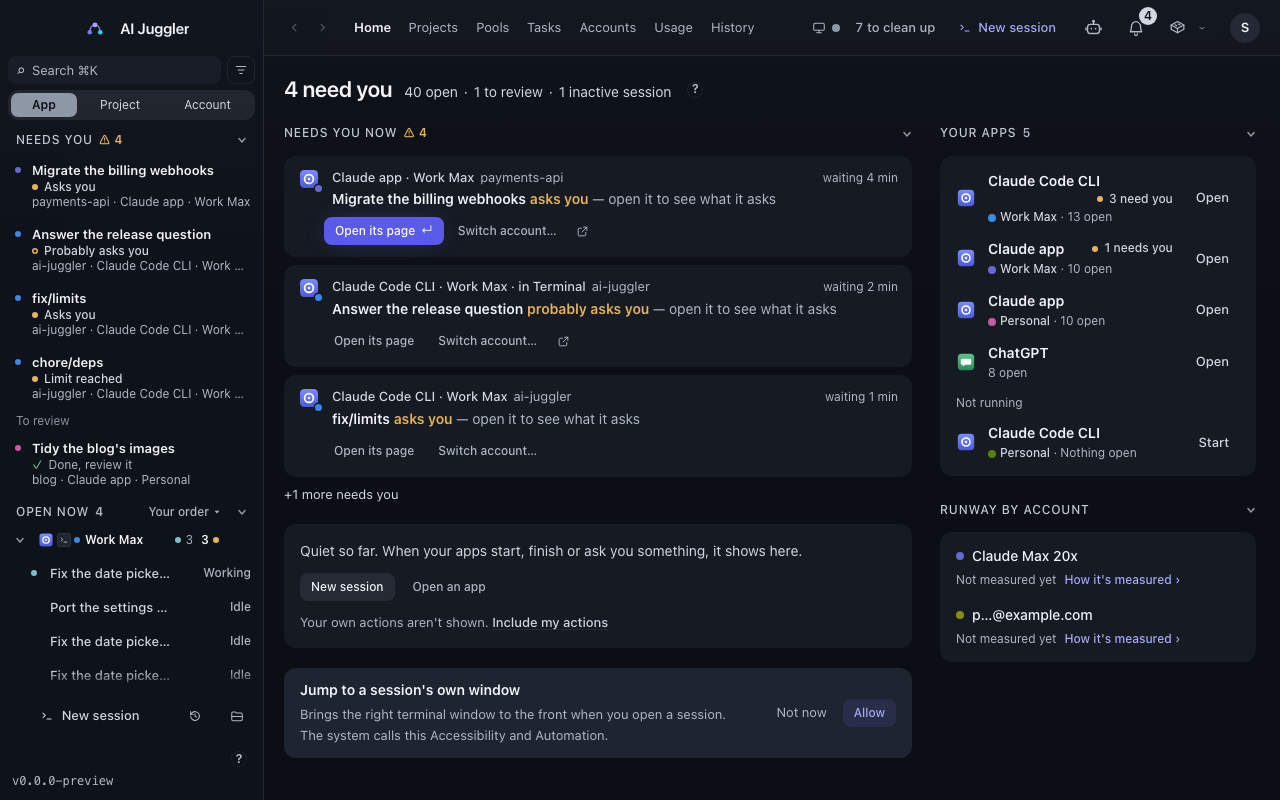 AI Juggler
Search ⌘K
App Project Account
NEEDS YOU 4
Migrate the billing webhooks
Asks you
payments-api · Claude app · Work Max
Answer the release question
Probably asks you
ai-juggler · Claude Code CLI · Work ...
fix/limits
Asks you
ai-juggler · Claude Code CLI · Work ...
chore/deps
Limit reached
ai-juggler · Claude Code CLI · Work ...
To review
Tidy the blog's images
Done, review it
blog · Claude app · Personal
OPEN NOW 4 Your order
Work Max 3 3
Fix the date picke... Working
Port the settings ... Idle
Fix the date picke... Idle
Fix the date picke... Idle
New session
?
v0.0.0-preview
Home Projects Pools Tasks Accounts Usage History
7 to clean up
New session
4
S
4 need you 40 open · 1 to review · 1 inactive session ?
NEEDS YOU NOW 4
Claude app · Work Max payments-api waiting 4 min
Migrate the billing webhooks asks you — open it to see what it asks
Open its page ↵ Switch account...
Claude Code CLI · Work Max · in Terminal ai-juggler waiting 2 min
Answer the release question probably asks you — open it to see what it asks
Open its page Switch account...
Claude Code CLI · Work Max ai-juggler waiting 1 min
fix/limits asks you — open it to see what it asks
Open its page Switch account...
+1 more needs you
Quiet so far. When your apps start, finish or ask you something, it shows here.
New session Open an app
Your own actions aren't shown. Include my actions
Jump to a session's own window
Brings the right terminal window to the front when you open a session.
The system calls this Accessibility and Automation.
Not now Allow
YOUR APPS 5
Claude Code CLI
3 need you
Work Max · 13 open
Open
Claude app 1 needs you
Work Max · 10 open
Open
Claude app
Personal · 10 open
Open
ChatGPT
8 open
Open
Not running
Claude Code CLI
Personal · Nothing open
Start
RUNWAY BY ACCOUNT
Claude Max 20x
Not measured yet How it's measured ›
p...@example.com
Not measured yet How it's measured ›